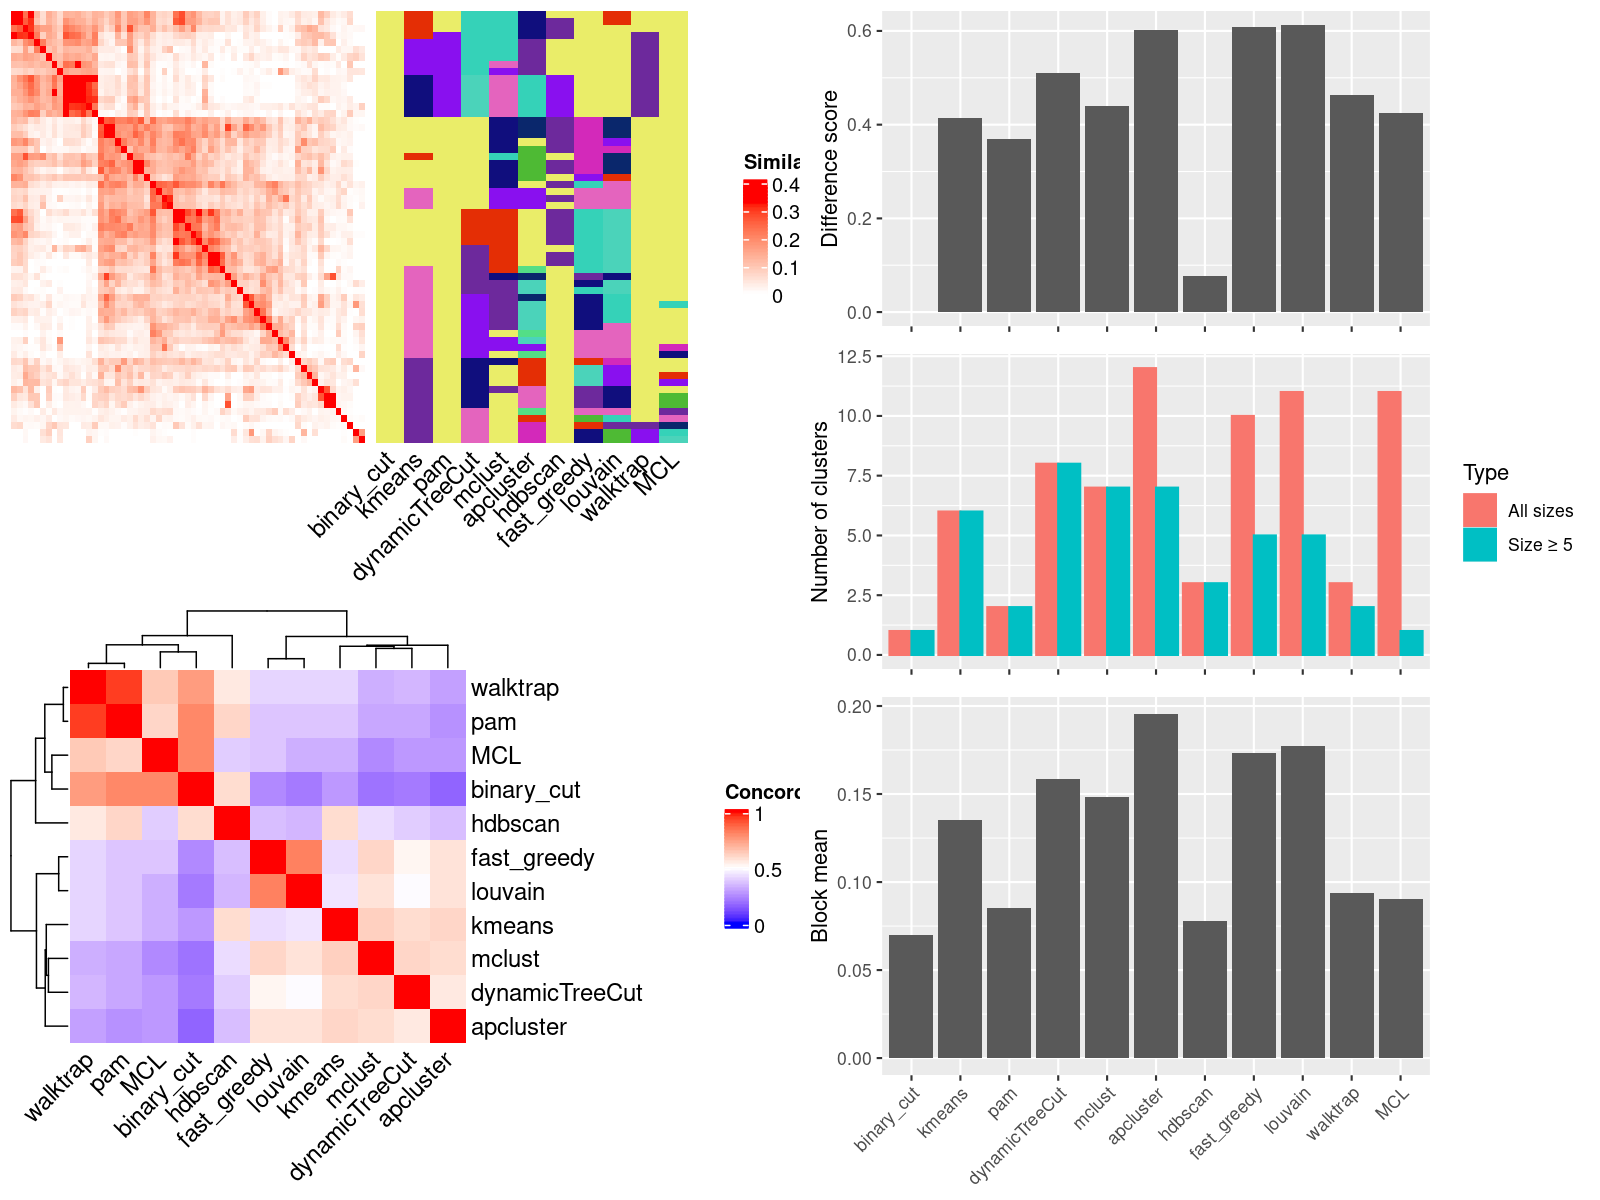 Simila
0.4
0.3
0.2
0.1
0
binary_cut
kmeans
pam
dynamicTreeCut
mclust
apcluster
hdbscan
fast_greedy
louvain
walktrap
MCL
walktrap
pam
MCL
binary_cut
hdbscan
fast_greedy
louvain
kmeans
mclust
dynamicTreeCut
apcluster
walktrap
pam
MCL
binary_cut
hdbscan
fast_greedy
louvain
kmeans
mclust
dynamicTreeCut
apcluster
Concord
1
0.5
0
Difference score
0.6
0.4
0.2
0.0
Number of clusters
12.5
10.0
7.5
5.0
2.5
0.0
Type
All sizes
Size ≥ 5
Block mean
0.20
0.15
0.10
0.05
0.00
binary_cut
kmeans
pam
dynamicTreeCut
mclust
apcluster
hdbscan
fast_greedy
louvain
walktrap
MCL